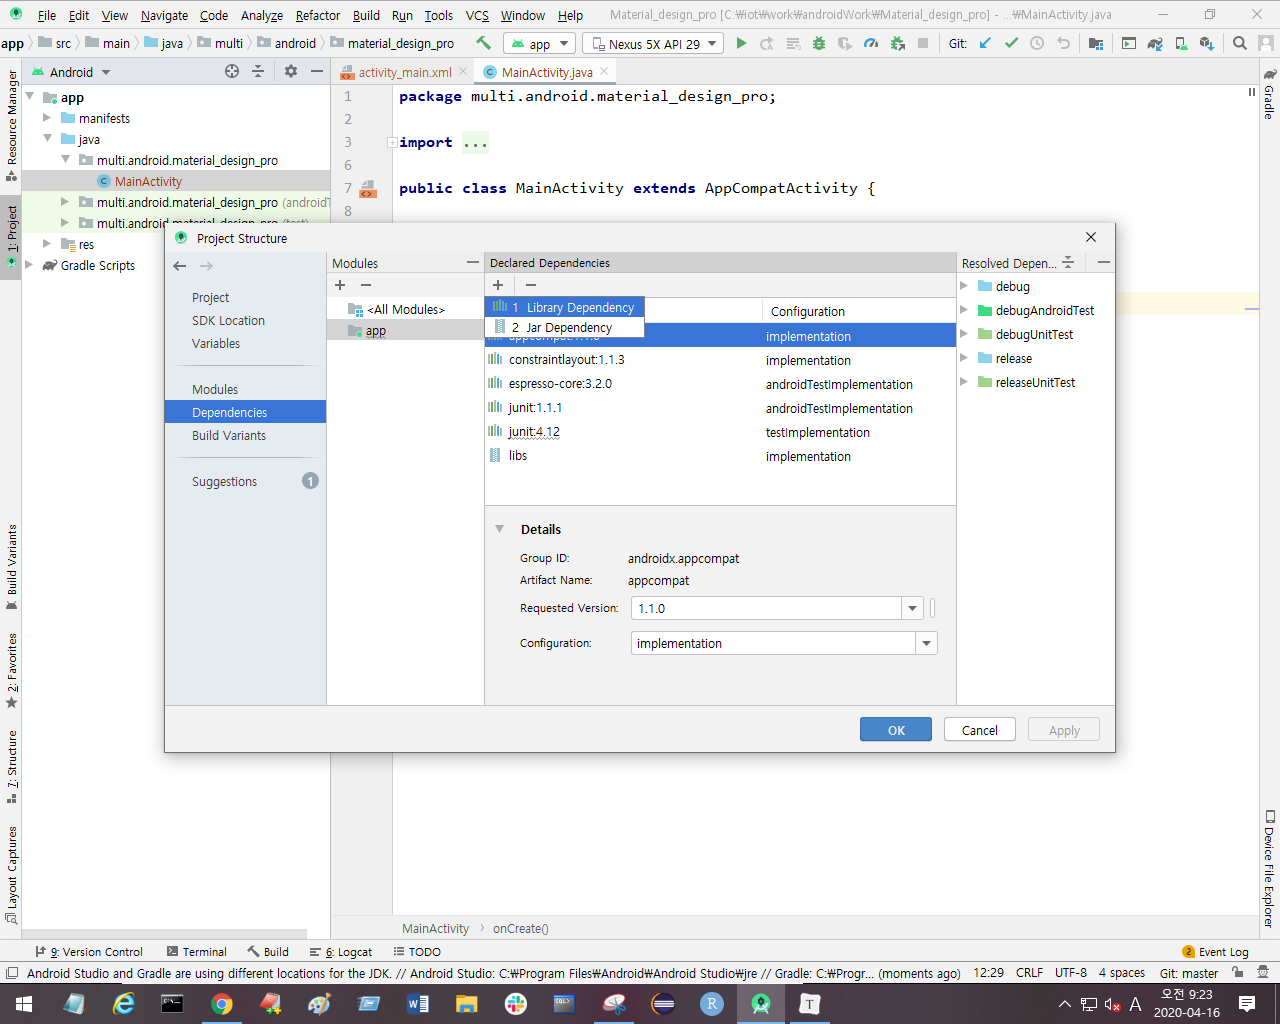 File Edit View Navigate Code Analyze Refactor Build Run Tools VCS Window Help Material_design_pro [C:₩iot₩work₩androidWork₩Material_design_pro] - ...₩MainActivity.java
app src main java multi android material_design_pro app Nexus 5X API 29 Git:
Android activity_main.xml MainActivity.java
Resource Manager
1: Project
Build Variants
2: Favorites
7: Structure
Layout Captures
app
manifests
java
multi.android.material_design_pro
MainActivity
multi.android.material_design_pro (androidT
multi.android.material_design_pro (test)
res
Gradle Scripts
1 package multi.android.material_design_pro;
2
3 import ...
6
7 public class MainActivity extends AppCompatActivity {
8
Project Structure
Project
SDK Location
Variables
Modules
Dependencies
Build Variants
Suggestions 1
Modules
<All Modules>
app
Declared Dependencies
1 Library Dependency
2 Jar Dependency
Configuration
appcompat:1.1.0 implementation
constraintlayout:1.1.3 implementation
espresso-core:3.2.0 androidTestImplementation
junit:1.1.1 androidTestImplementation
junit:4.12 testImplementation
libs implementation
Details
Group ID: androidx.appcompat
Artifact Name: appcompat
Requested Version: 1.1.0
Configuration: implementation
Resolved Depen...
debug
debugAndroidTest
debugUnitTest
release
releaseUnitTest
OK Cancel Apply
Gradle
Device File Explorer
MainActivity onCreate()
9: Version Control Terminal Build 6: Logcat TODO 2 Event Log
Android Studio and Gradle are using different locations for the JDK. // Android Studio: C:₩Program Files₩Android₩Android Studio₩jre // Gradle: C:₩Progr... (moments ago) 12:29 CRLF UTF-8 4 spaces Git: master
SQL R T A 오전 9:23
2020-04-16